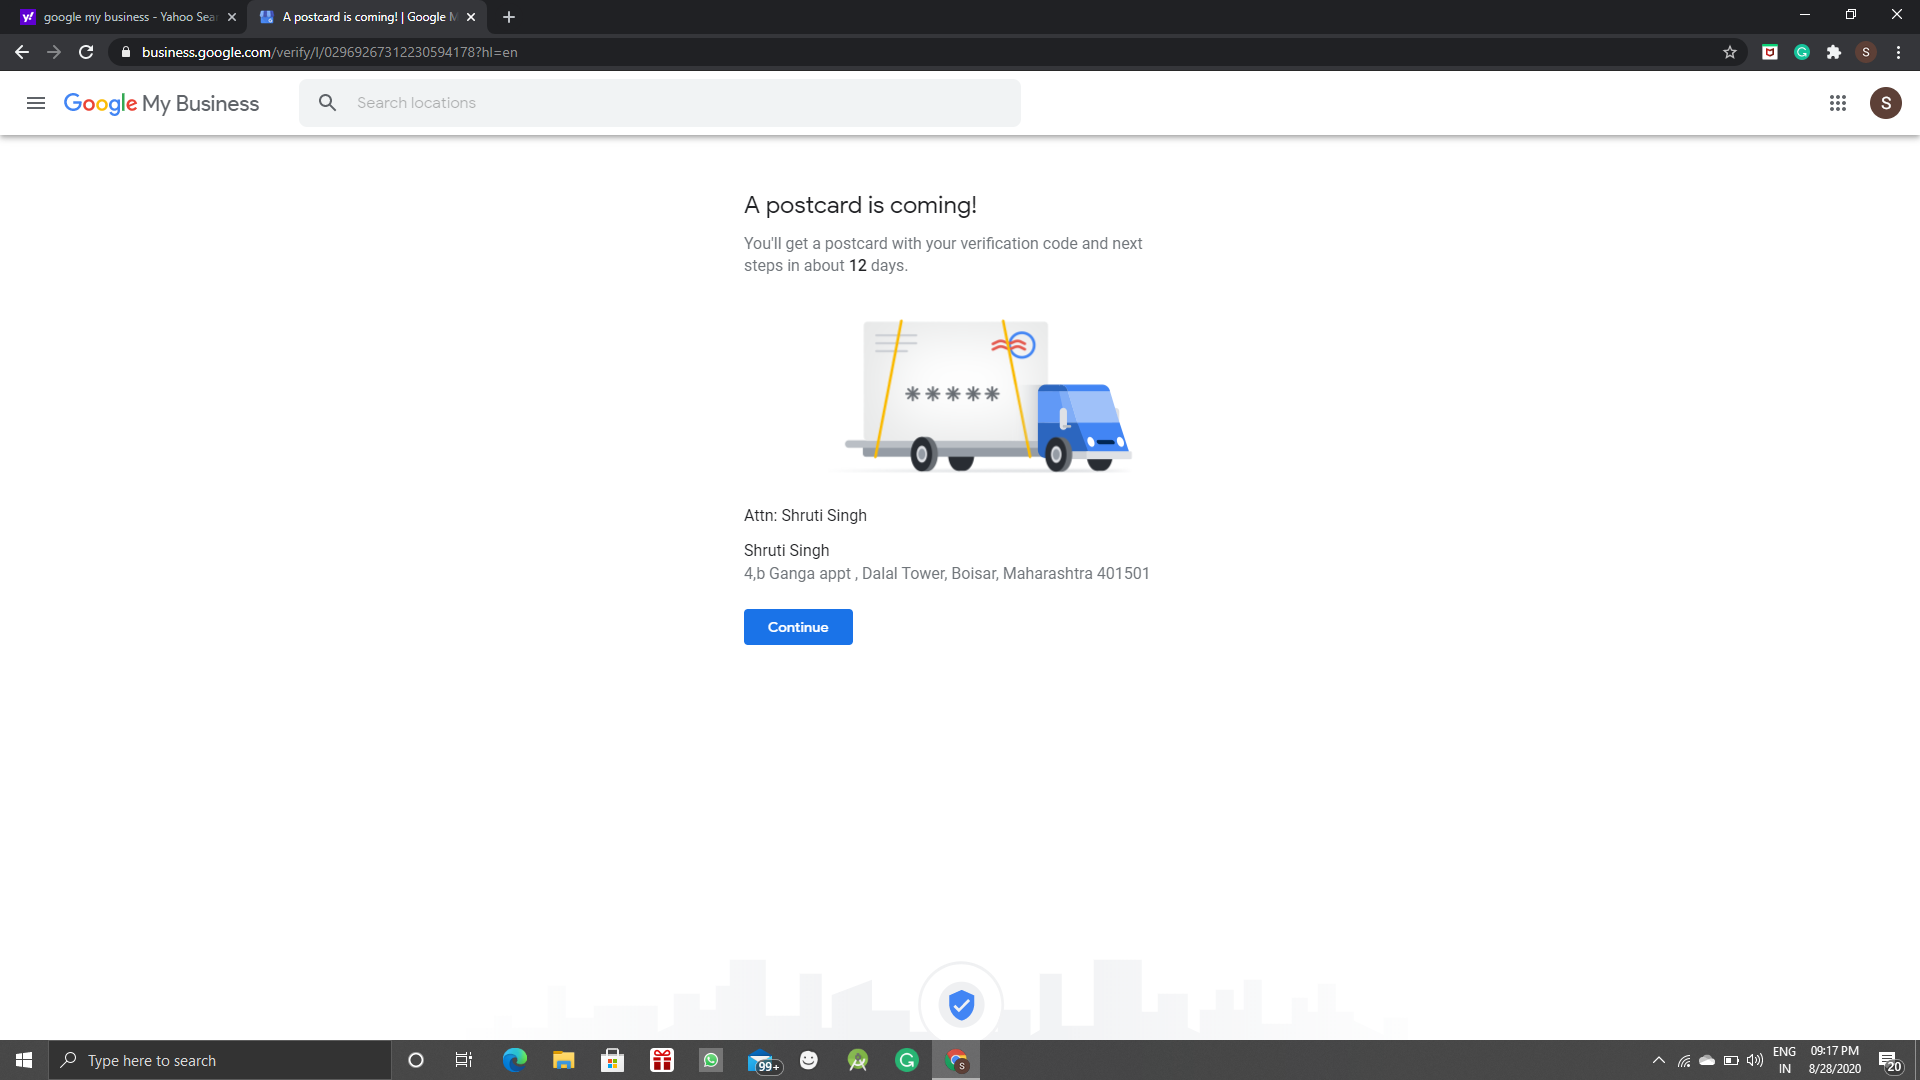 google my business - Yahoo Sear
A postcard is coming! | Google M
business.google.com/verify/l/02969267312230594178?hl=en
S
Google My Business
Search locations
S
A postcard is coming!
You'll get a postcard with your verification code and next
steps in about 12 days.
*****
Attn: Shruti Singh
Shruti Singh
4,b Ganga appt , Dalal Tower, Boisar, Maharashtra 401501
Continue
Type here to search
99+
S
ENG
IN
09:17 PM
8/28/2020
20